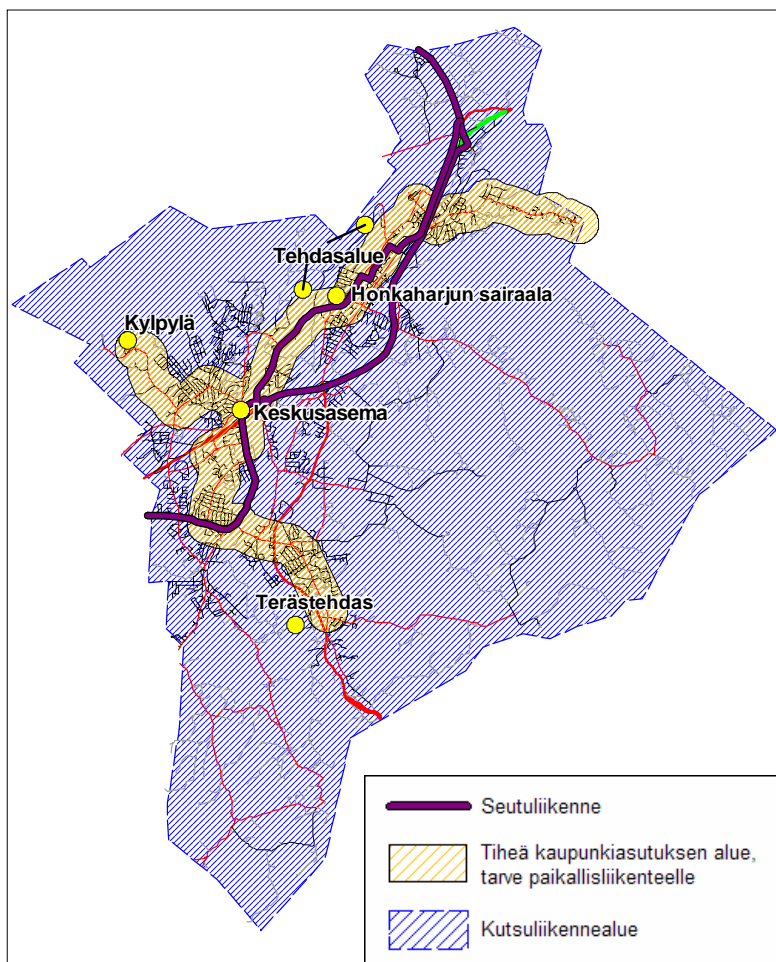 Tehdasalue
Honkaharjun sairaala
Kylpylä
Keskusasema
Terästehdas
Seutuliikenne
Tiheä kaupunkiasutuksen alue,
tarve paikallisliikenteelle
Kutsuliikennealue